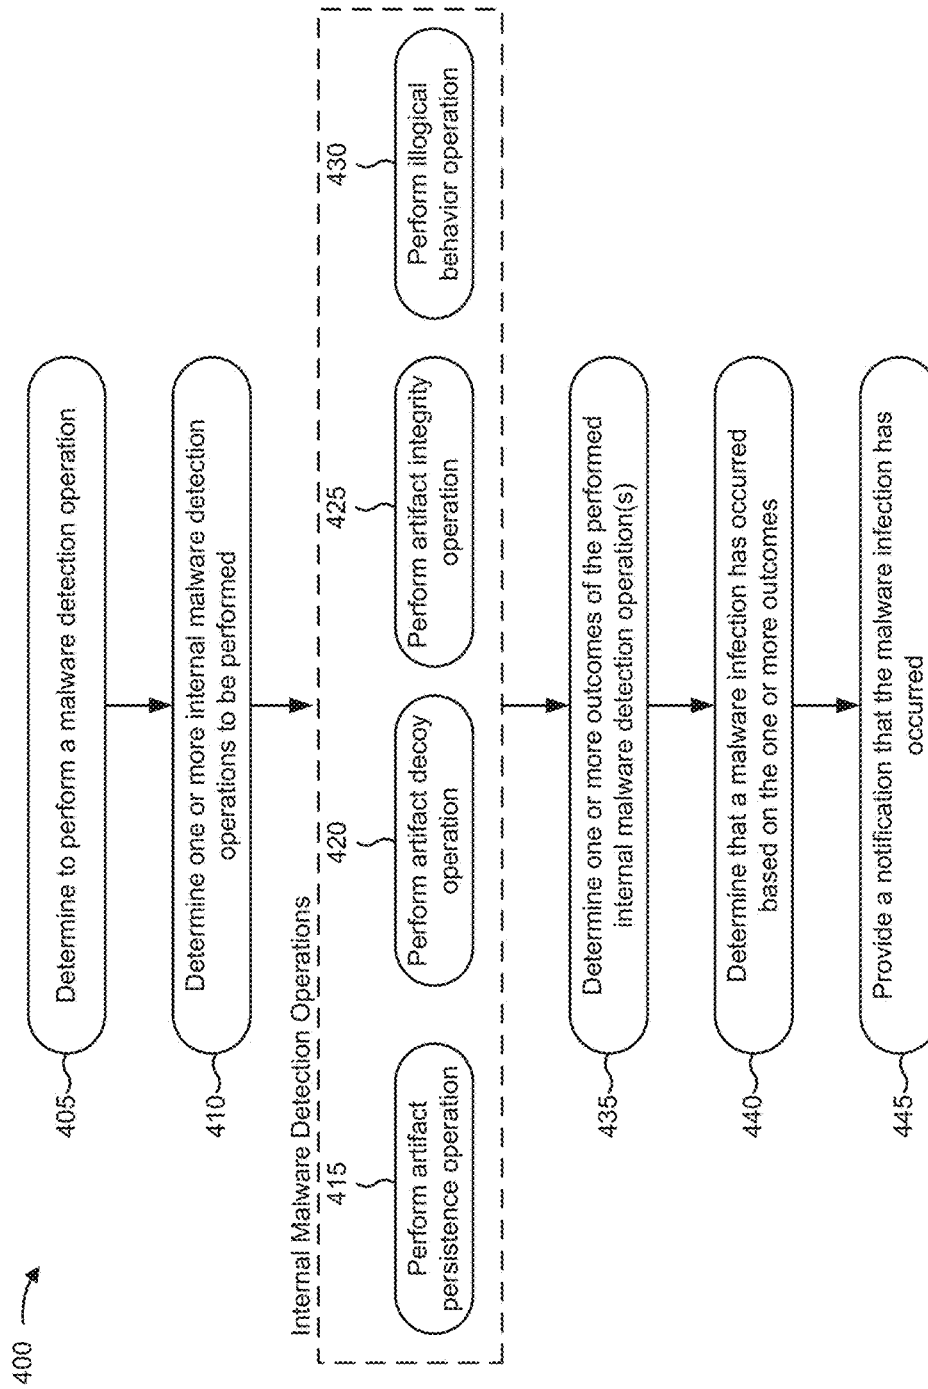 400
405
Determine to perform a malware detection operation
410
Determine one or more internal malware detection
operations to be performed
Internal Malware Detection Operations
415
Perform artifact
persistence operation
420
Perform artifact decoy
operation
425
Perform artifact integrity
operation
430
Perform illogical
behavior operation
435
Determine one or more outcomes of the performed
internal malware detection operation(s)
440
Determine that a malware infection has occurred
based on the one or more outcomes
445
Provide a notification that the malware infection has
occurred